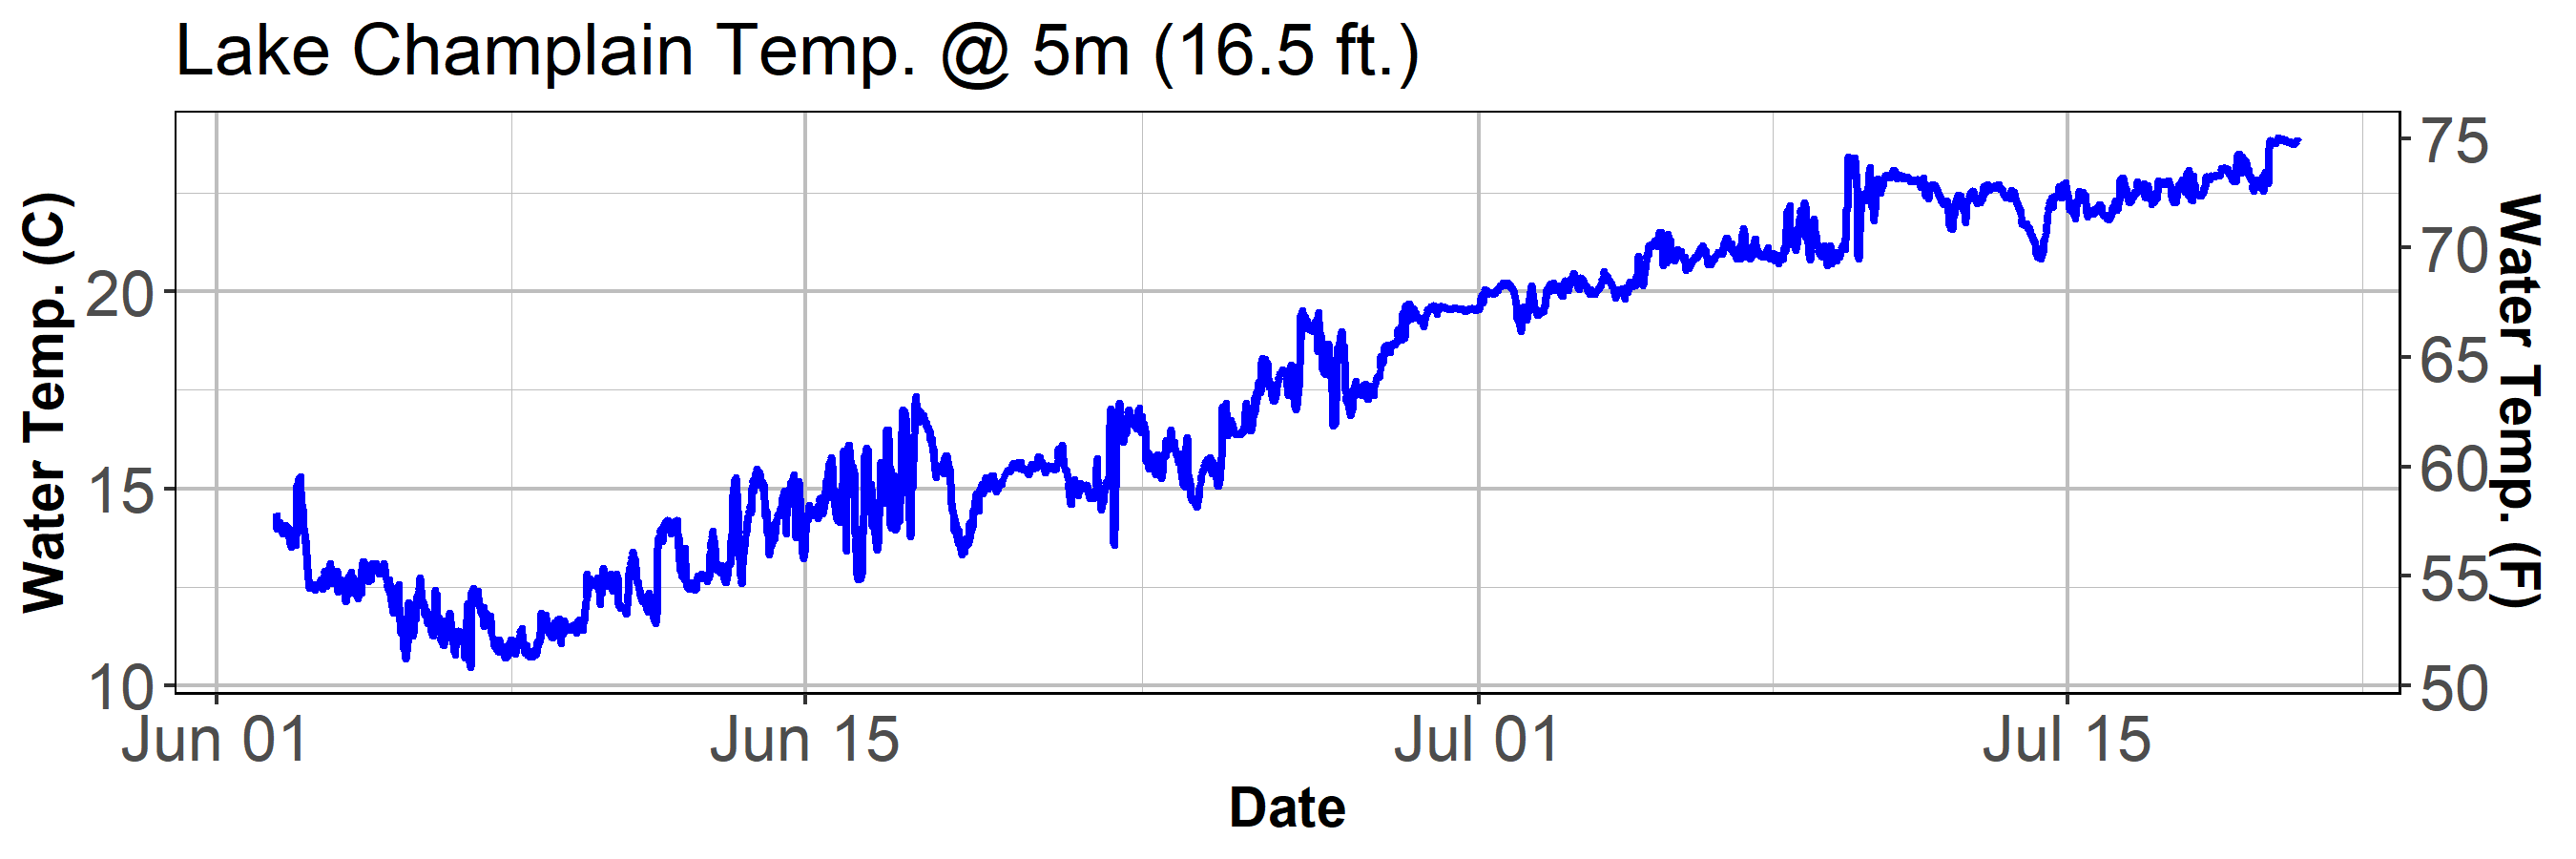 Lake Champlain Temp. @ 5m (16.5 ft.)
Water Temp. (C)
20
15
10
75
70
65
60
55
50
Water Temp. (F)
Jun 01
Jun 15
Jul 01
Jul 15
Date